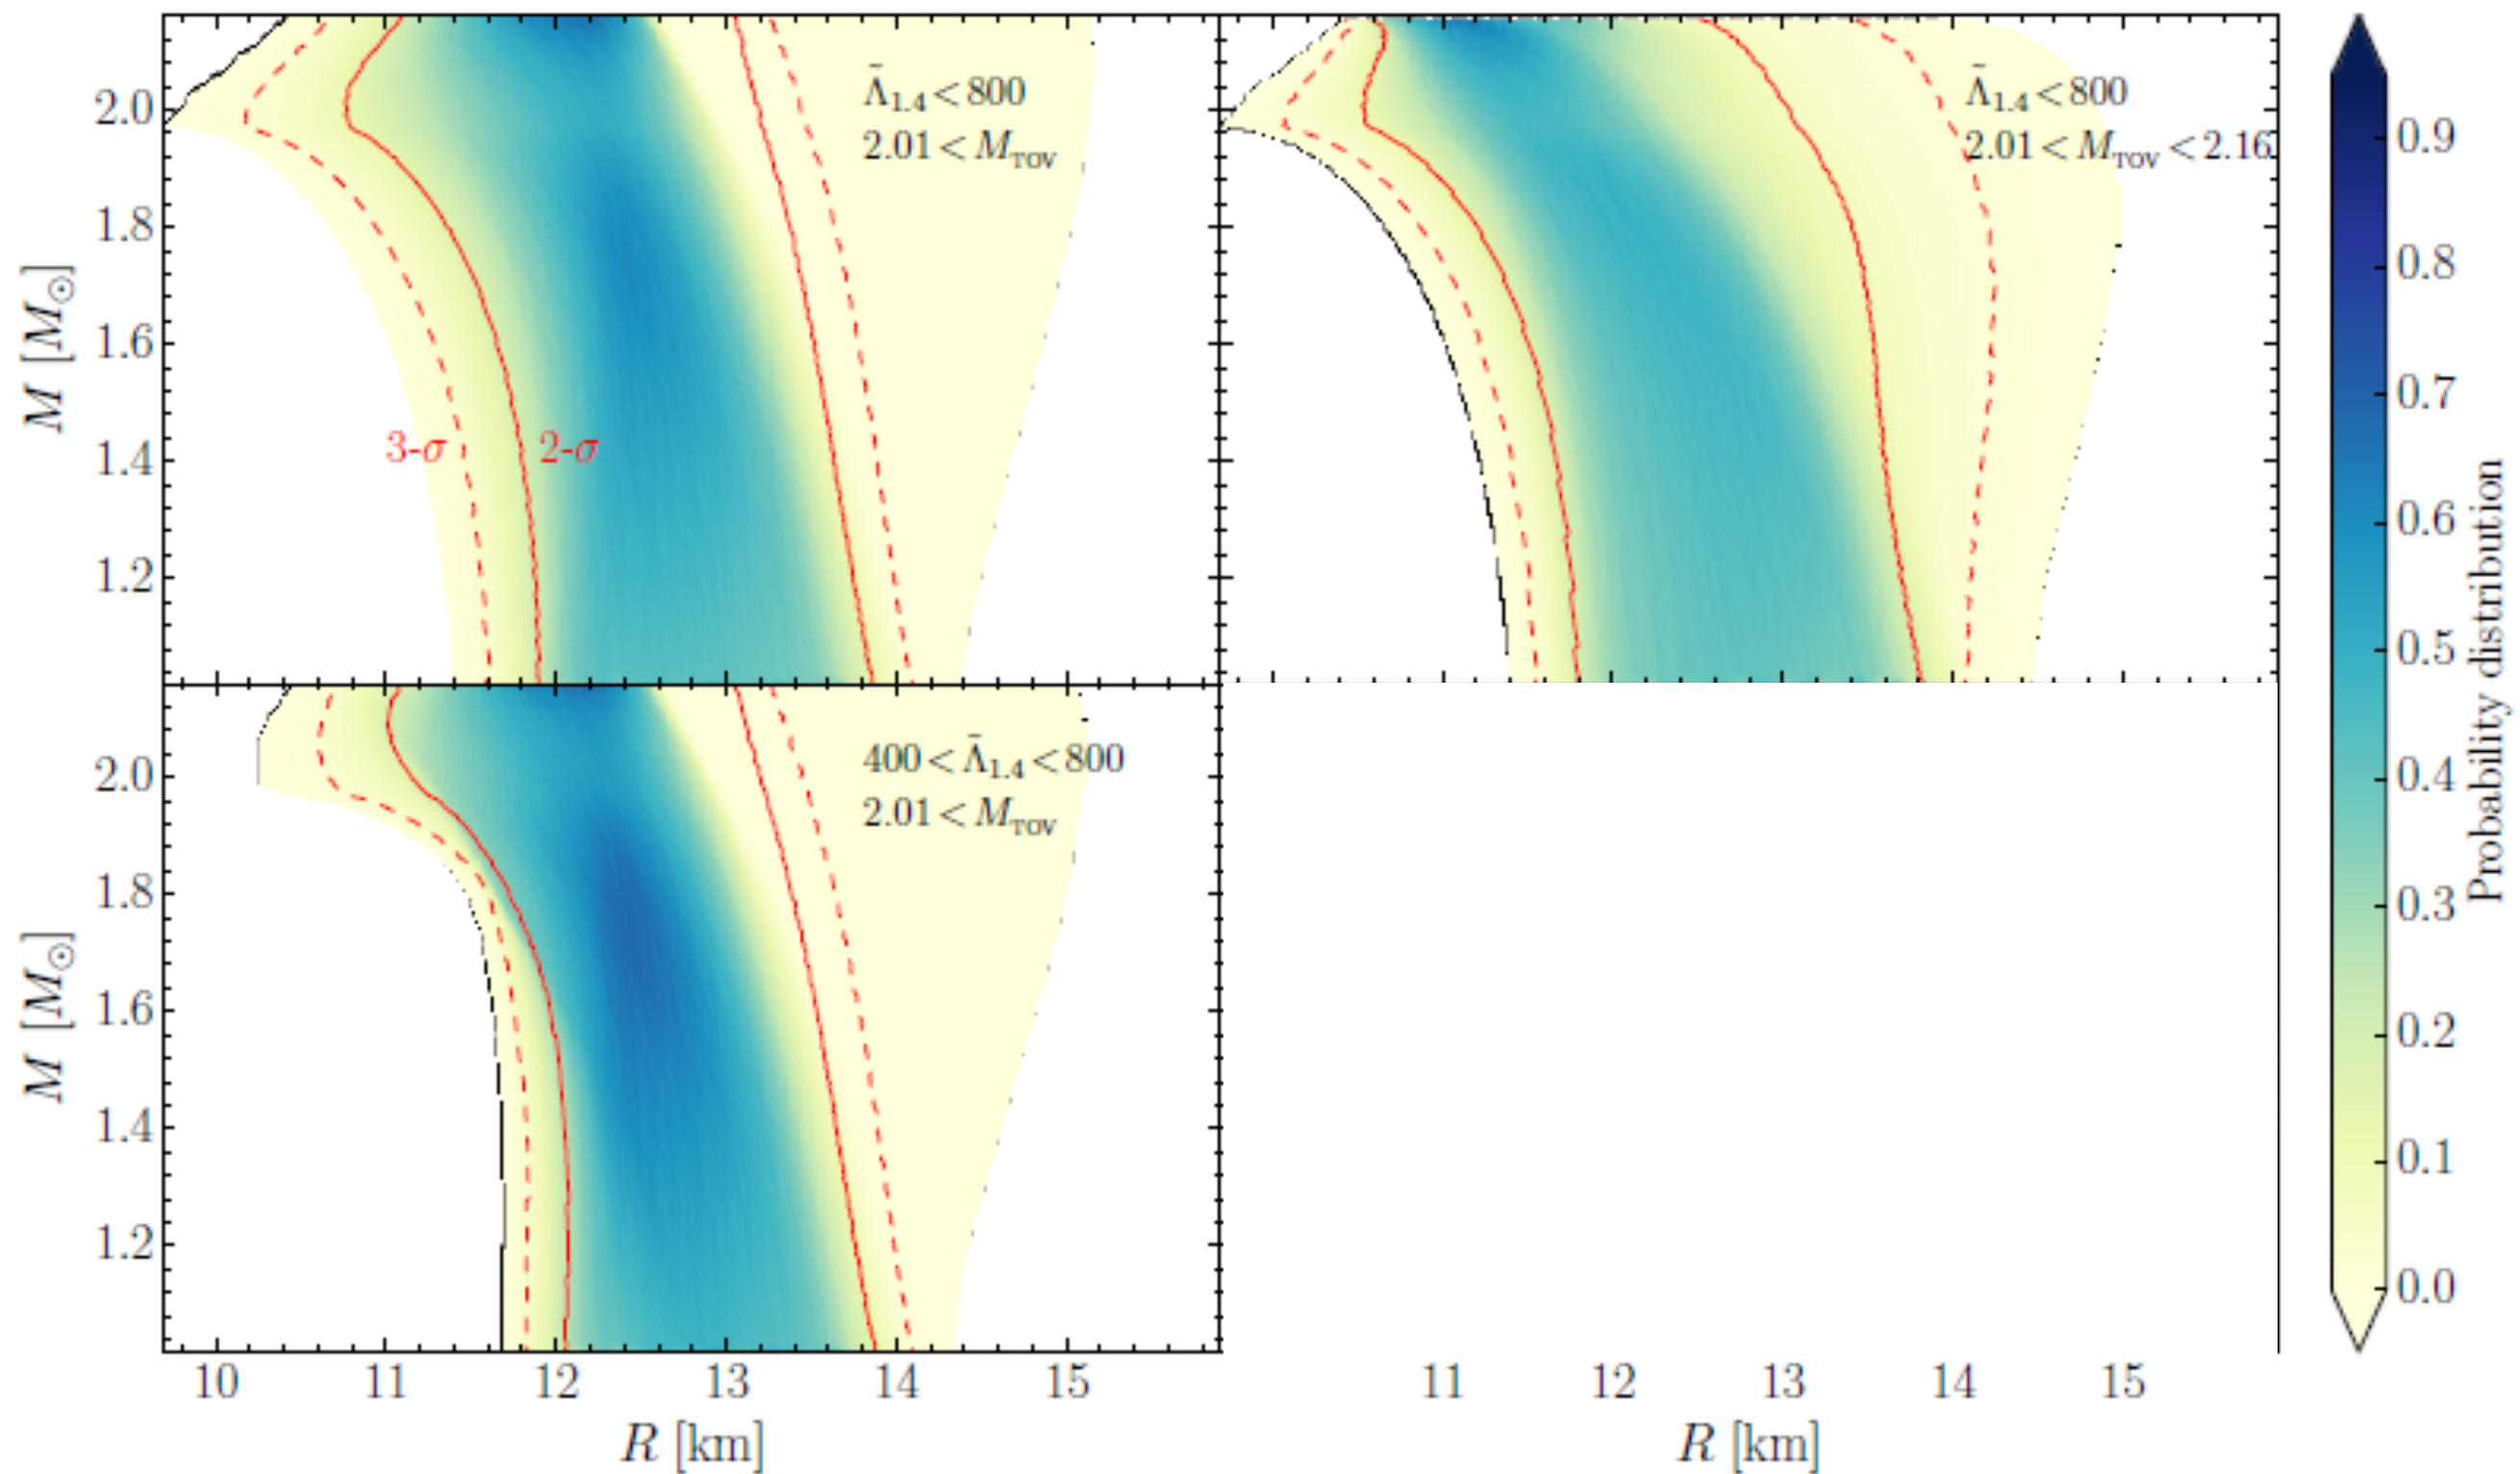 Λ̃1.4<800
2.01<M_TOV
Λ̃1.4<800
2.01<M_TOV<2.16
2.0
1.8
1.6
1.4
1.2
M [M⊙]
3-σ
2-σ
400<Λ̃1.4<800
2.01<M_TOV
2.0
1.8
1.6
1.4
1.2
M [M⊙]
10 11 12 13 14 15
R [km]
11 12 13 14 15
R [km]
0.9
0.8
0.7
0.6
0.5
0.4
0.3
0.2
0.1
0.0
Probability distribution